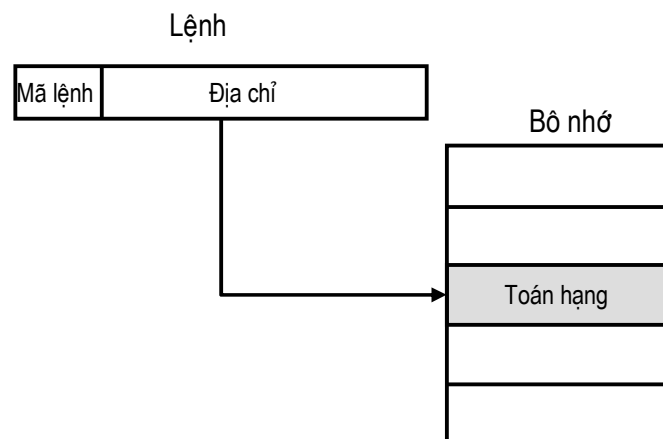 Lệnh
Mã lệnh
Địa chỉ
Bô nhớ
Toán hạng